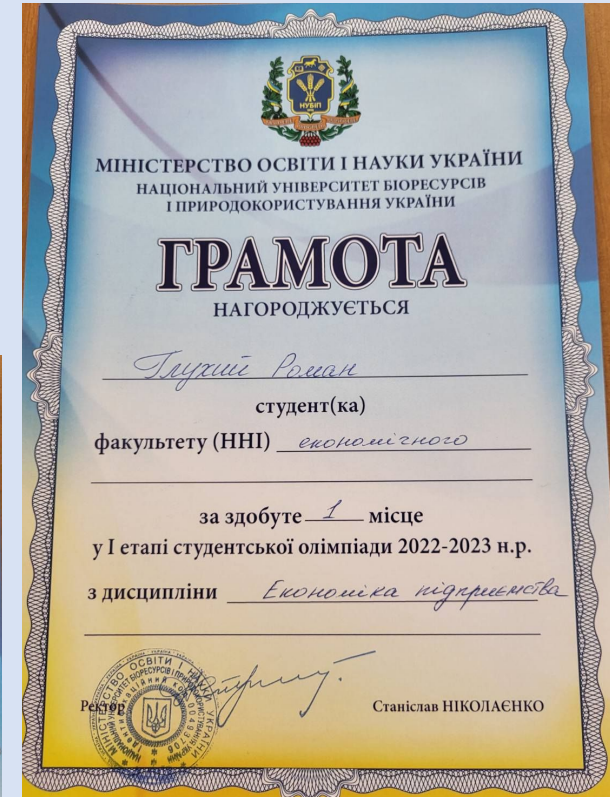 НУБІП
МІНІСТЕРСТВО ОСВІТИ І НАУКИ УКРАЇНИ
НАЦІОНАЛЬНИЙ УНІВЕРСИТЕТ БІОРЕСУРСІВ
І ПРИРОДОКОРИСТУВАННЯ УКРАЇНИ
ГРАМОТА
НАГОРОДЖУЄТЬСЯ
Глухий Роман
студент(ка)
факультету (ННІ) економічного
за здобуте 1 місце
у І етапі студентської олімпіади 2022-2023 н.р.
з дисципліни Економіка підприємства
Ректор Станіслав НІКОЛАЄНКО